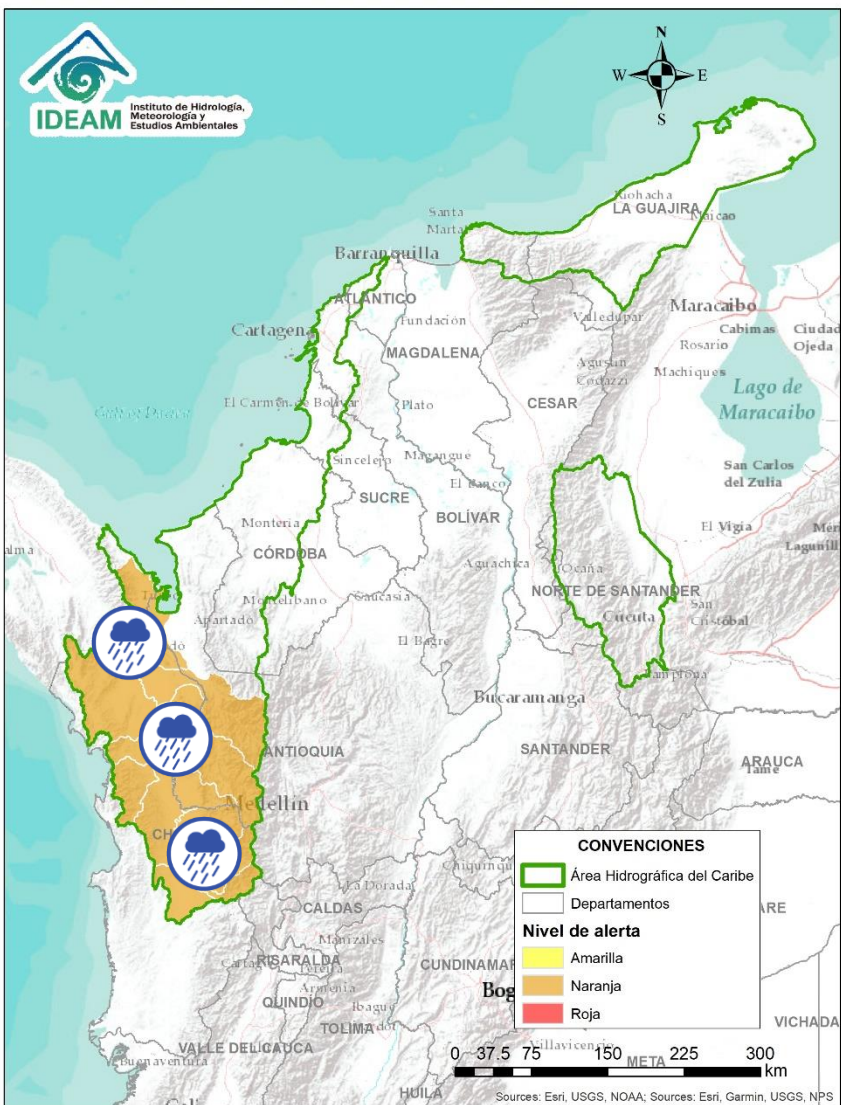 IDEAM
Instituto de Hidrología,
Meteorología y
Estudios Ambientales
N
W
E
S
Riohacha
LA GUAJIRA
Maicao
Santa
Marta
Barranquilla
ATLÁNTICO
Maracaibo
Cabimas
Ciudad
Ojeda
Rosario
Machiques
Lago de
Maracaibo
Fundación
Valledupar
Cartagena
MAGDALENA
Agustín
Codazzi
CESAR
El Carmen de Bolívar
Plato
Sincelejo
Magangue
San Carlos
del Zulia
SUCRE
El Banco
BOLÍVAR
El Vigía
Montería
CÓRDOBA
Aguachica
Ocaña
NORTE DE SANTANDER
Cucuta
San
Cristóbal
Apartado
Montelibano
Caucasia
El Bagre
Bucaramanga
ANTIOQUIA
SANTANDER
ARAUCA
Tame
Medellín
La Dorada
CALDAS
Manizales
RISARALDA
Pereira
Armenia
QUINDÍO
Ibague
TOLIMA
VALLE DEL CAUCA
Buenaventura
HUILA
Villavicencio
META
VICHADA
CONVENCIONES
Área Hidrográfica del Caribe
Departamentos
Nivel de alerta
Amarilla
Naranja
Roja
0 37.5 75 150 225 300
km
Sources: Esri, USGS, NOAA; Sources: Esri, Garmin, USGS, NPS